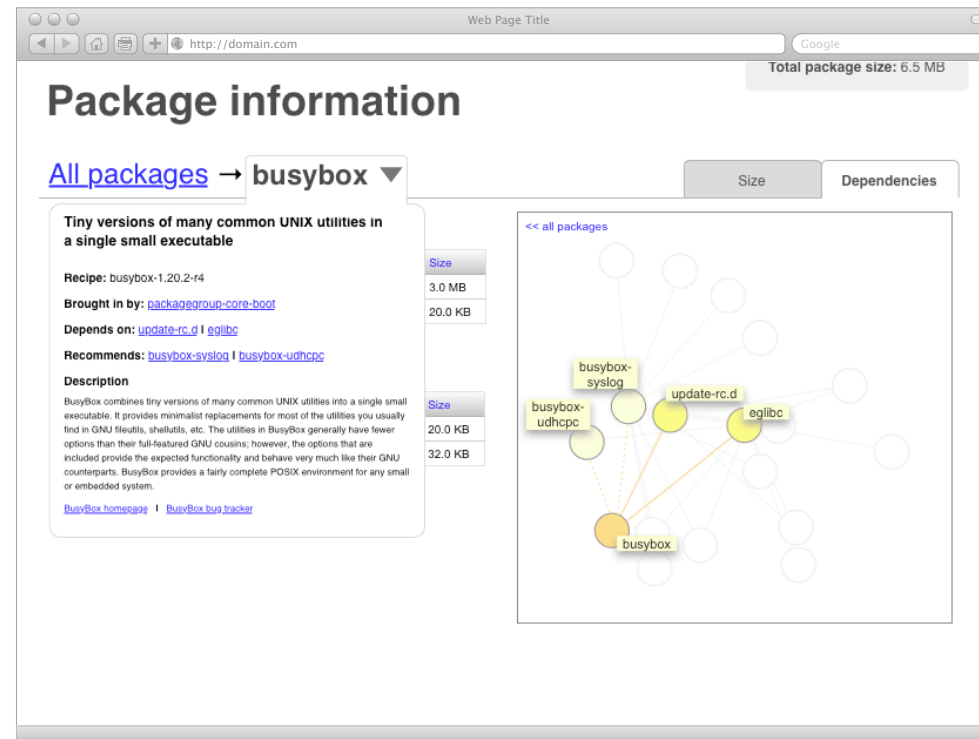 Web Page Title
http://domain.com
Google
Total package size: 6.5 MB
Package information
All packages → busybox ▼
Size
Dependencies
Tiny versions of many common UNIX utilities in
a single small executable
Recipe: busybox-1.20.2-r4
Brought in by: packagegroup-core-boot
Depends on: update-rc.d | eglibc
Recommends: busybox-syslog | busybox-udhcpc
Description
BusyBox combines tiny versions of many common UNIX utilities into a single small
executable. It provides minimalist replacements for most of the utilities you usually
find in GNU fileutils, shellutils, etc. The utilities in BusyBox generally have fewer
options than their full-featured GNU cousins; however, the options that are
included provide the expected functionality and behave very much like their GNU
counterparts. BusyBox provides a fairly complete POSIX environment for any small
or embedded system.
BusyBox homepage | BusyBox bug tracker
Size
3.0 MB
20.0 KB
Size
20.0 KB
32.0 KB
<< all packages
busybox-
syslog
update-rc.d
busybox-
udhcpc
eglibc
busybox